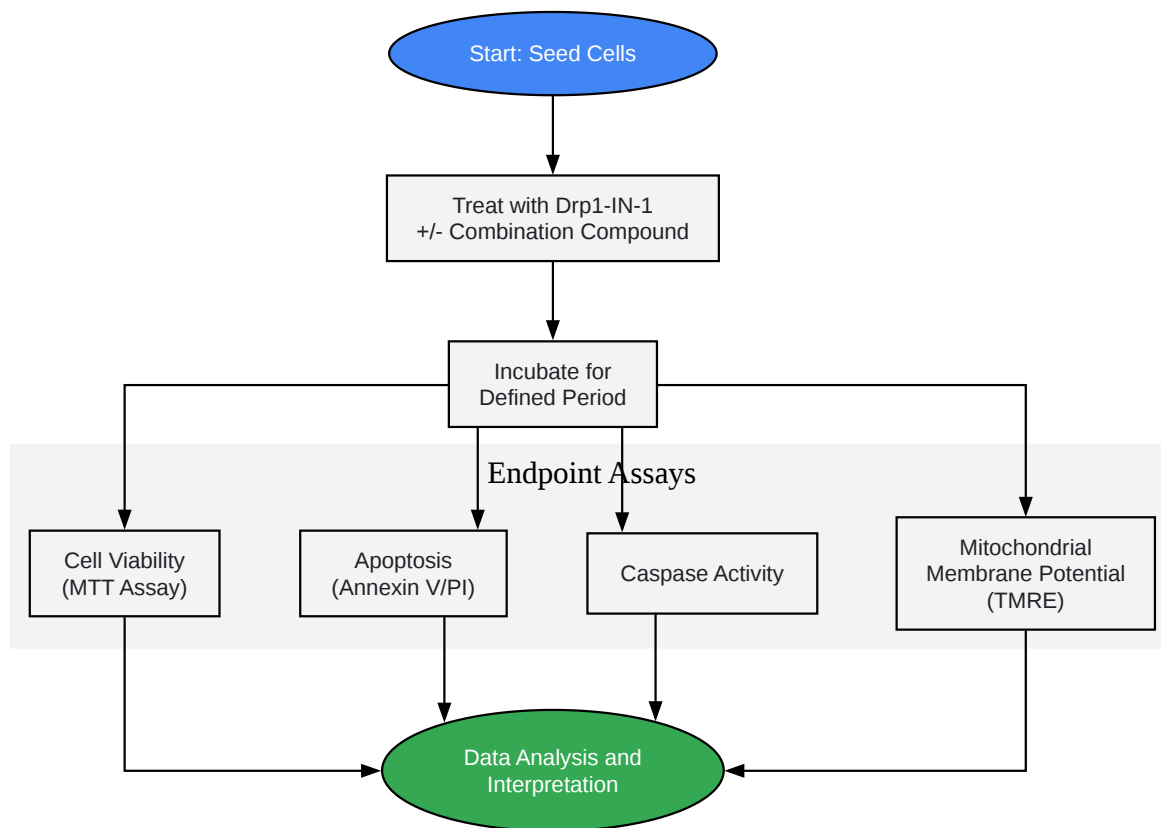 Start: Seed Cells
Treat with Drp1-IN-1
+/- Combination Compound
Incubate for
Defined Period
Endpoint Assays
Cell Viability
(MTT Assay)
Apoptosis
(Annexin V/PI)
Caspase Activity
Mitochondrial
Membrane Potential
(TMRE)
Data Analysis and
Interpretation